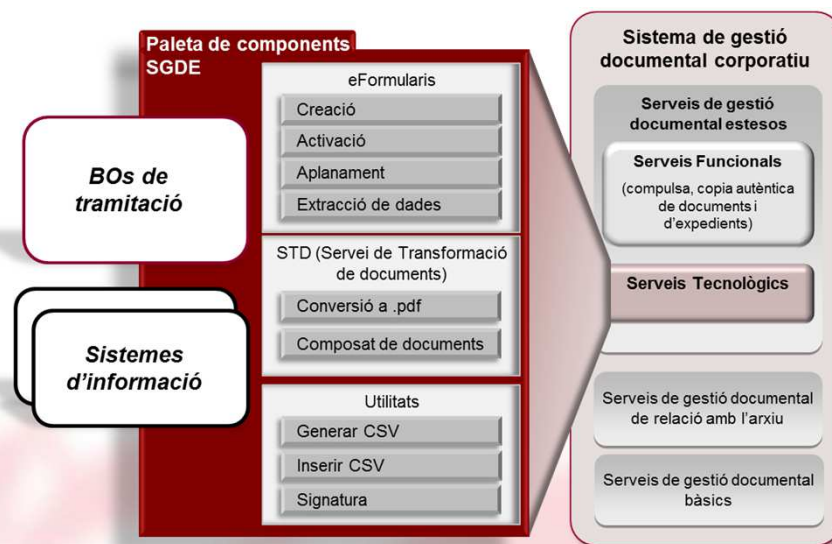 Paleta de components
SGDE
eFormularis
Creació
Activació
Aplanament
Extracció de dades
STD (Servei de Transformació
de documents)
Conversió a .pdf
Composat de documents
Utilitats
Generar CSV
Inserir CSV
Signatura
BOs de
tramitació
Sistemes
d’informació
Sistema de gestió
documental corporatiu
Serveis de gestió
documental estesos
Serveis Funcionals
(compulsa, copia autèntica
de documents i
d’expedients)
Serveis Tecnològics
Serveis de gestió documental
de relació amb l’arxiu
Serveis de gestió documental
bàsics